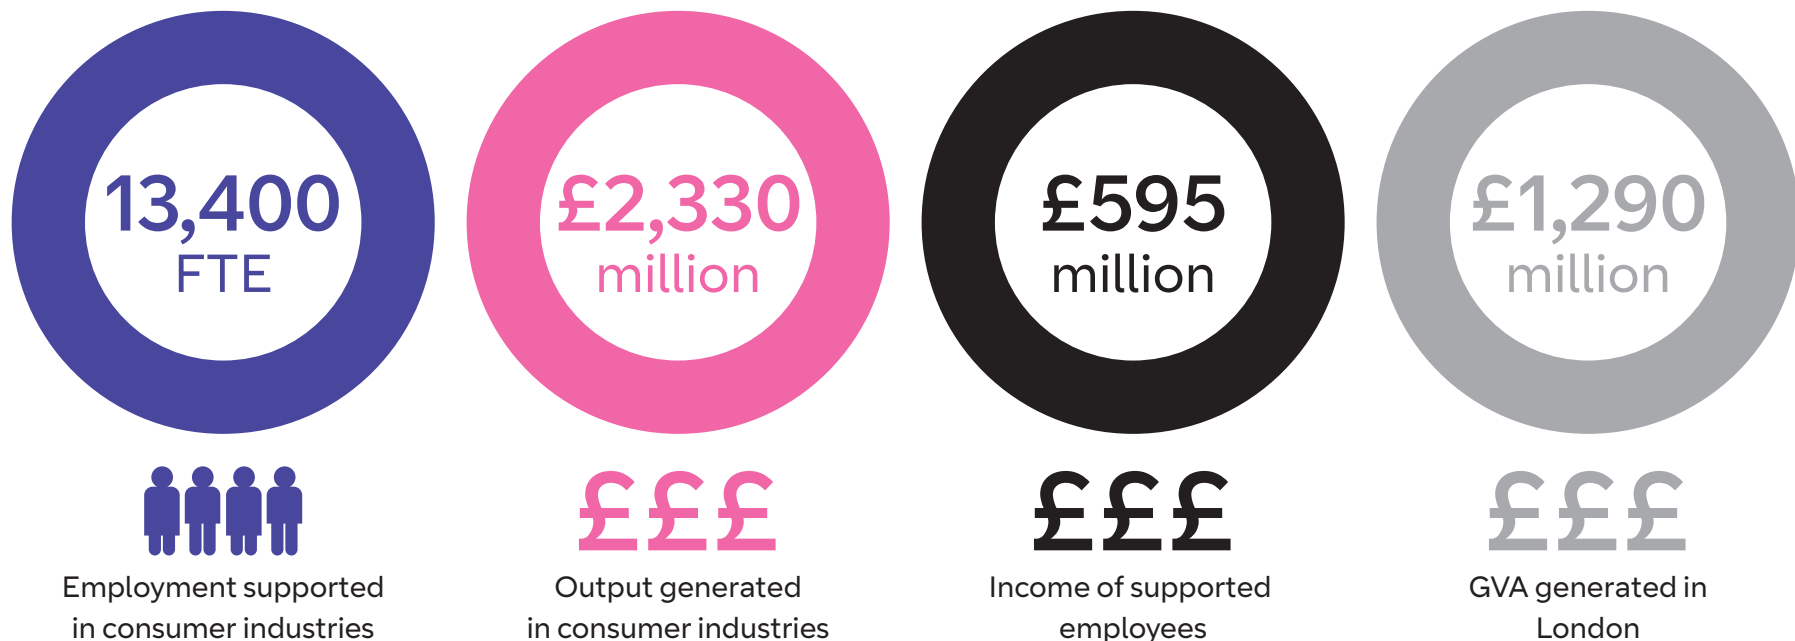 13,400
FTE
£2,330
million
£595
million
£1,290
million
£££
£££
£££
Employment supported
in consumer industries
Output generated
in consumer industries
Income of supported
employees
GVA generated in
London